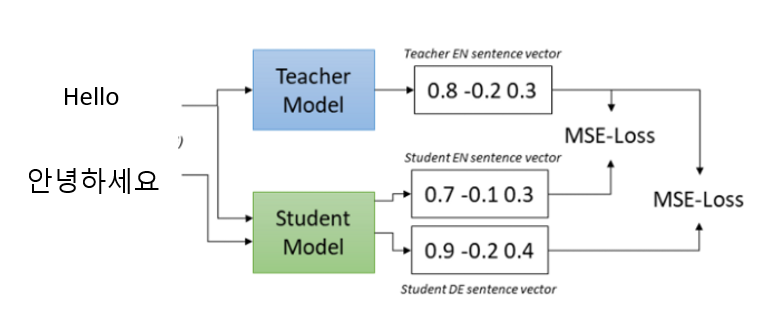 Hello
)
안녕하세요
Teacher
Model
Student
Model
Teacher EN sentence vector
0.8 -0.2 0.3
MSE-Loss
Student EN sentence vector
0.7 -0.1 0.3
MSE-Loss
0.9 -0.2 0.4
Student DE sentence vector